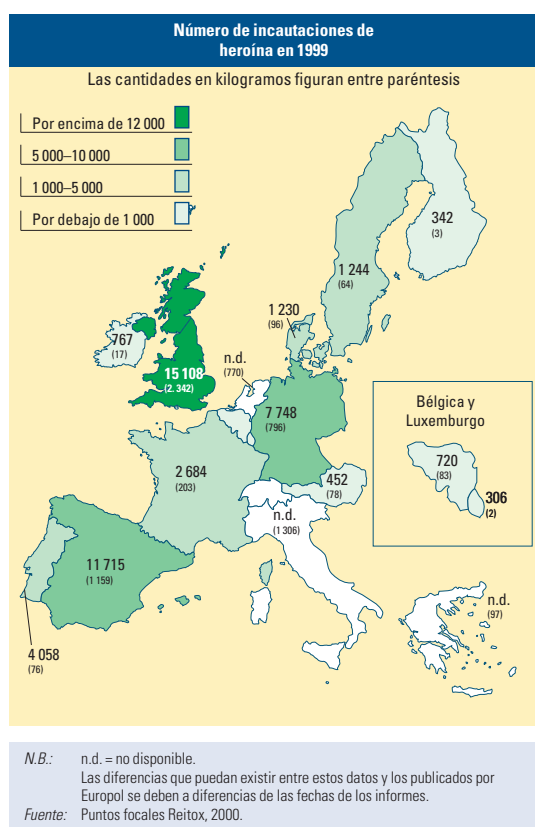 Número de incautaciones de
heroína en 1999
Las cantidades en kilogramos figuran entre paréntesis
Por encima de 12 000
5 000–10 000
1 000–5 000
Por debajo de 1 000
342
(3)
1 244
(64)
1 230
(96)
767
(17)
15 108
(2. 342)
n.d.
(770)
7 748
(796)
Bélgica y
Luxemburgo
720
(83)
306
(2)
2 684
(203)
452
(78)
n.d.
(1 306)
11 715
(1 159)
n.d.
(97)
4 058
(76)
N.B.: n.d. = no disponible.
Las diferencias que puedan existir entre estos datos y los publicados por
Europol se deben a diferencias de las fechas de los informes.
Fuente: Puntos focales Reitox, 2000.